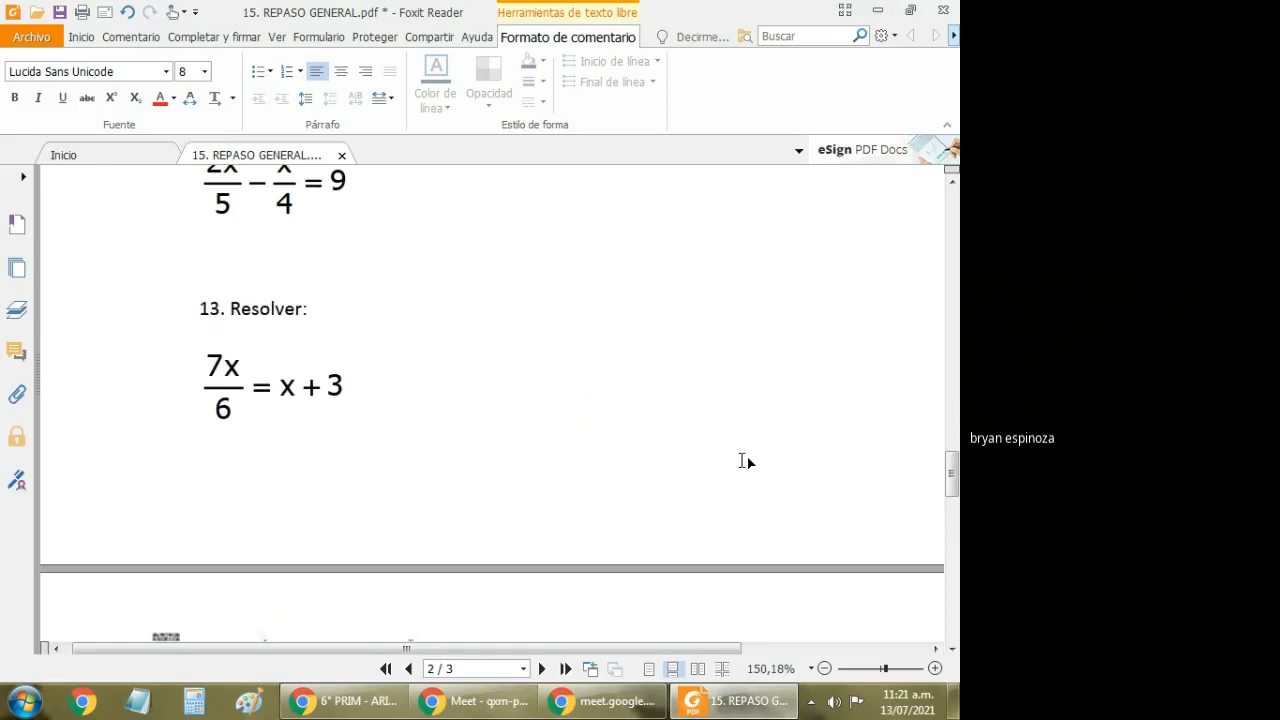 15. REPASO GENERAL.pdf * - Foxit Reader
Herramientas de texto libre
Archivo Inicio Comentario Completar y firmar Ver Formulario Proteger Compartir Ayuda Formato de comentario Decirme... Buscar
Lucida Sans Unicode 8
Color de línea Opacidad
Inicio de línea
Final de línea
Fuente Párrafo Estilo de forma
Inicio 15. REPASO GENERAL.... eSign PDF Docs
2x/5 − x/4 = 9
13. Resolver:
7x/6 = x + 3
bryan espinoza
2 / 3 150,18%
6° PRIM - ARI... Meet - qxm-p... meet.google.... 15. REPASO G...
11:21 a.m.
13/07/2021